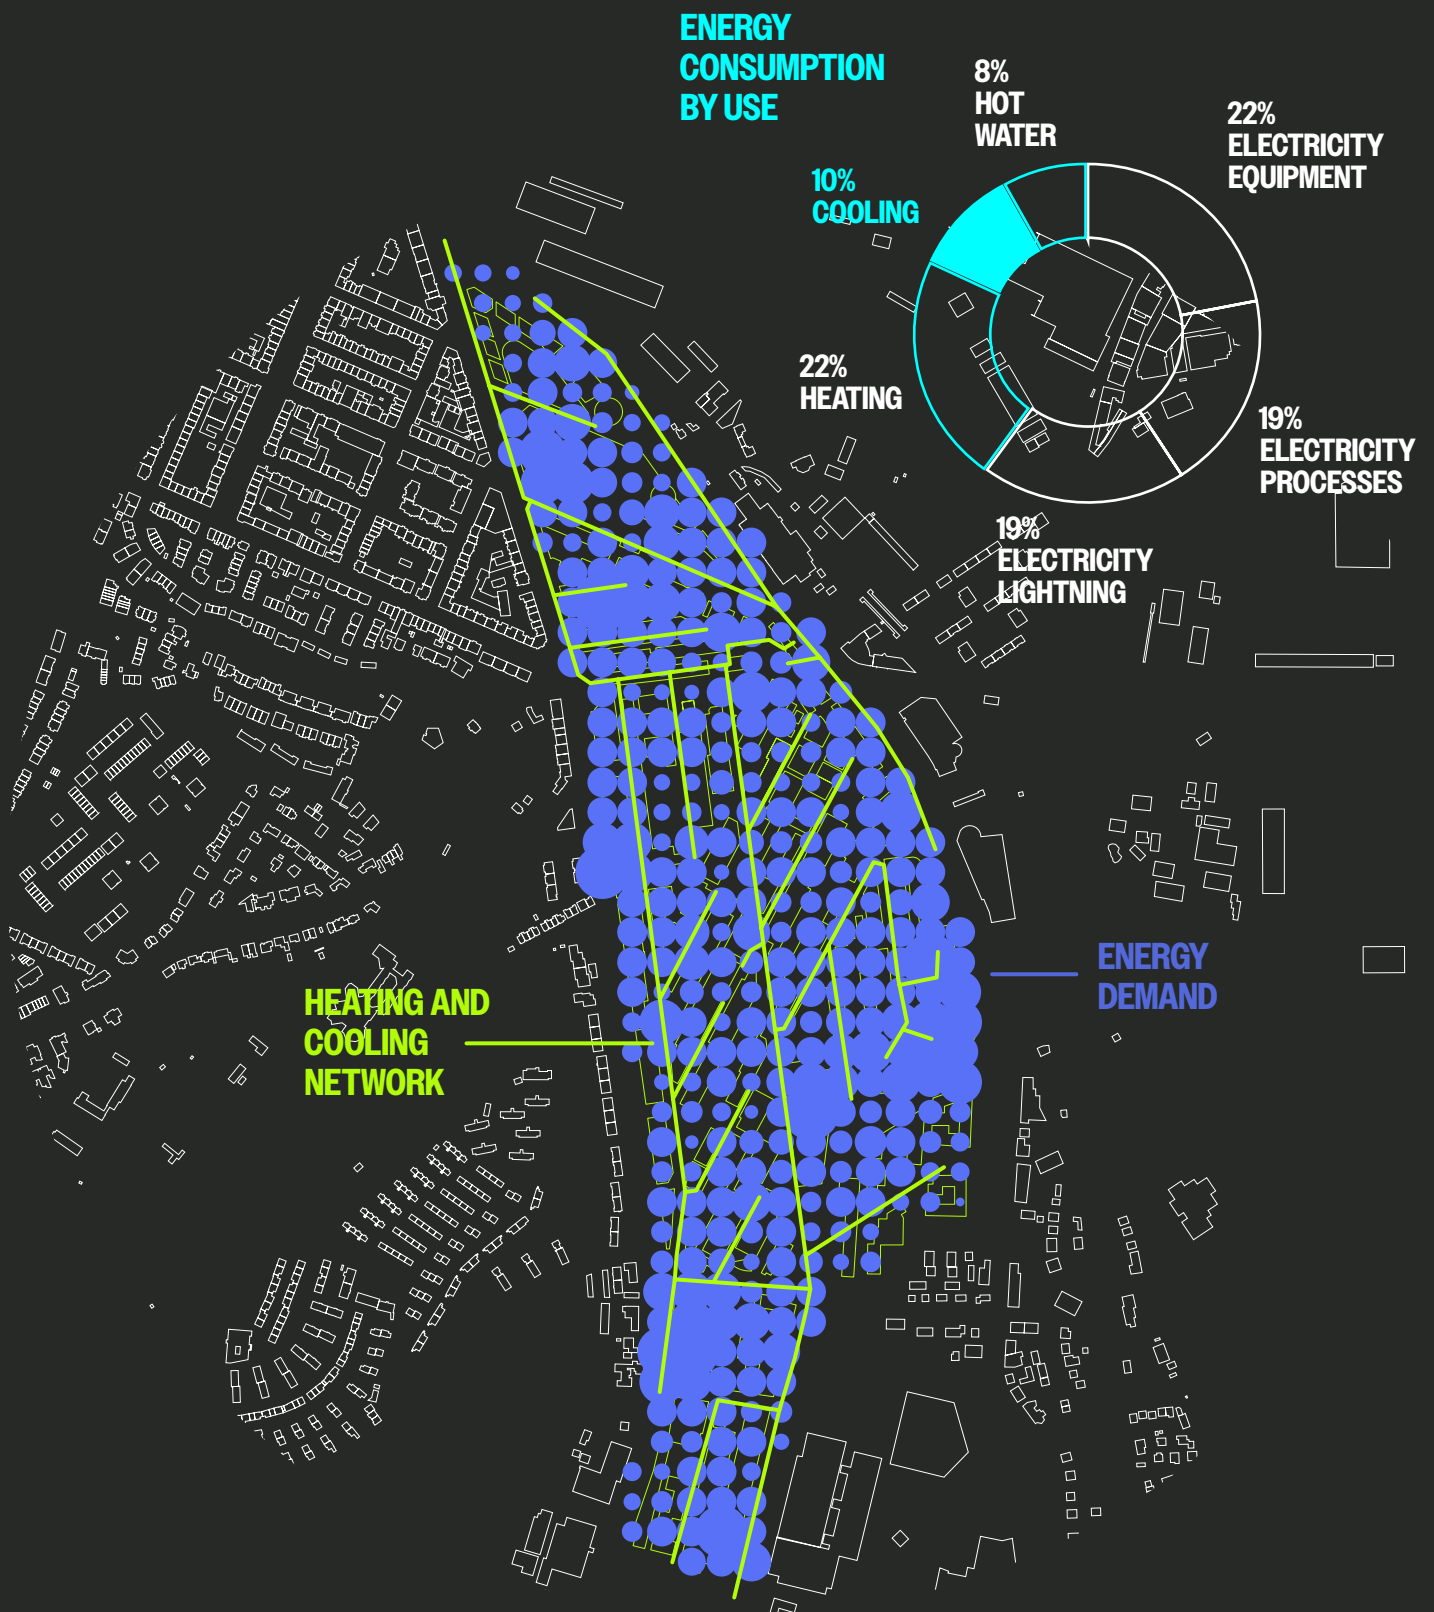 ENERGY
CONSUMPTION
BY USE
8%
HOT
WATER
22%
ELECTRICITY
EQUIPMENT
10%
COOLING
22%
HEATING
19%
ELECTRICITY
PROCESSES
19%
ELECTRICITY
LIGHTNING
ENERGY
DEMAND
HEATING AND
COOLING
NETWORK